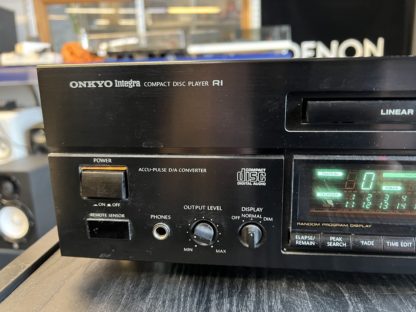 DENON
ONKYO Integra COMPACT DISC PLAYER R1
LINEAR
POWER
ACCU-PULSE D/A CONVERTER
COMPACT
DISC
DIGITAL AUDIO
ON OFF
REMOTE SENSOR
PHONES
OUTPUT LEVEL
MIN MAX
DISPLAY
OFF NORMAL DIM
0
RANDOM PROGRAM DISPLAY
ELAPSE/
REMAIN
PEAK
SEARCH
FADE
TIME EDIT